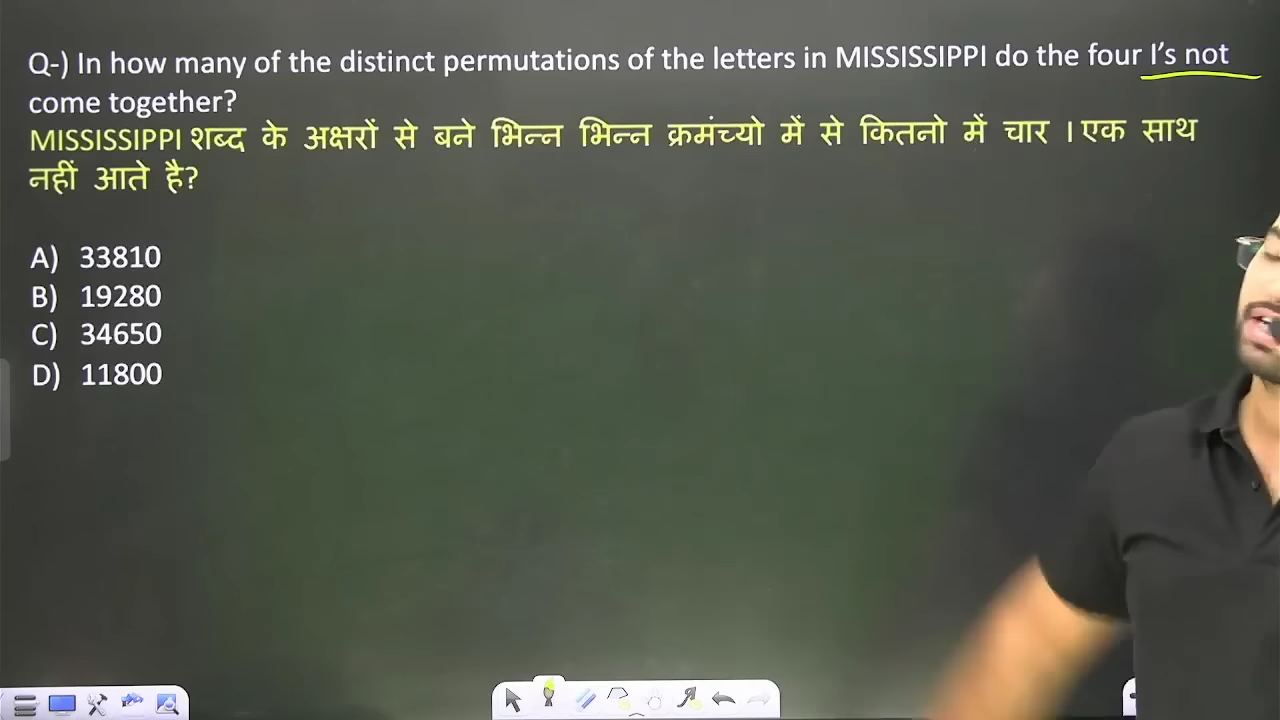 Q-) In how many of the distinct permutations of the letters in MISSISSIPPI do the four I's not
come together?
MISSISSIPPI शब्द के अक्षरों से बने भिन्न भिन्न क्रमंच्यो में से कितनो में चार I एक साथ
नहीं आते है?
A) 33810
B) 19280
C) 34650
D) 11800